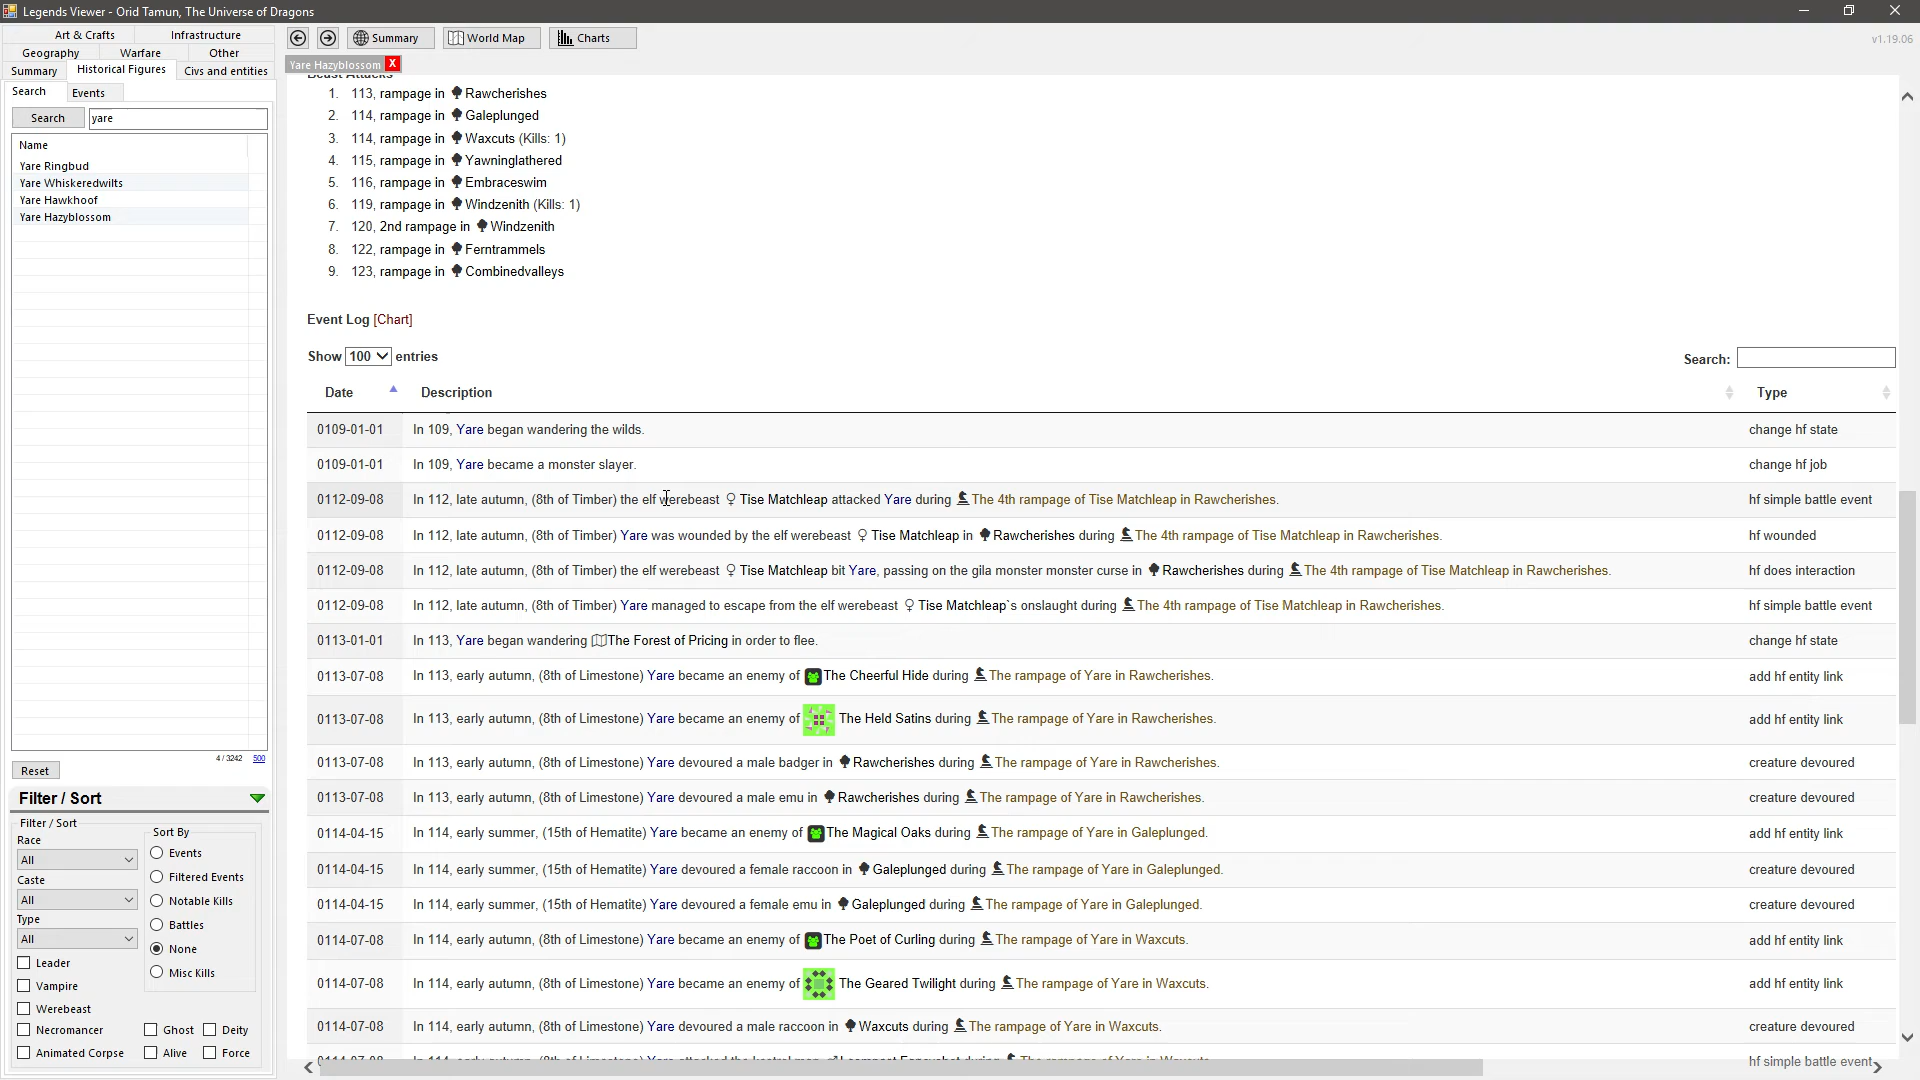 Legends Viewer - Orid Tamun, The Universe of Dragons
Art & Crafts Infrastructure
Geography Warfare Other
Summary Historical Figures Civs and entities
Search Events
Search yare
Name
Yare Ringbud
Yare Whiskeredwilts
Yare Hawkhoof
Yare Hazyblossom
4 / 3242 500
Reset
Filter / Sort
Filter / Sort
Race
All
Caste
All
Type
All
Leader
Vampire
Werebeast
Necromancer
Animated Corpse
Sort By
Events
Filtered Events
Notable Kills
Battles
None
Misc Kills
Ghost Deity
Alive Force
Summary World Map Charts
v1.19.06
Yare Hazyblossom X
Beast Attacks
1. 113, rampage in Rawcherishes
2. 114, rampage in Galeplunged
3. 114, rampage in Waxcuts (Kills: 1)
4. 115, rampage in Yawninglathered
5. 116, rampage in Embraceswim
6. 119, rampage in Windzenith (Kills: 1)
7. 120, 2nd rampage in Windzenith
8. 122, rampage in Ferntrammels
9. 123, rampage in Combinedvalleys
Event Log [Chart]
Show 100 entries
Search:
Date Description Type
0109-01-01 In 109, Yare began wandering the wilds. change hf state
0109-01-01 In 109, Yare became a monster slayer. change hf job
0112-09-08 In 112, late autumn, (8th of Timber) the elf werebeast ♀ Tise Matchleap attacked Yare during The 4th rampage of Tise Matchleap in Rawcherishes. hf simple battle event
0112-09-08 In 112, late autumn, (8th of Timber) Yare was wounded by the elf werebeast ♀ Tise Matchleap in Rawcherishes during The 4th rampage of Tise Matchleap in Rawcherishes. hf wounded
0112-09-08 In 112, late autumn, (8th of Timber) the elf werebeast ♀ Tise Matchleap bit Yare, passing on the gila monster monster curse in Rawcherishes during The 4th rampage of Tise Matchleap in Rawcherishes. hf does interaction
0112-09-08 In 112, late autumn, (8th of Timber) Yare managed to escape from the elf werebeast ♀ Tise Matchleap`s onslaught during The 4th rampage of Tise Matchleap in Rawcherishes. hf simple battle event
0113-01-01 In 113, Yare began wandering The Forest of Pricing in order to flee. change hf state
0113-07-08 In 113, early autumn, (8th of Limestone) Yare became an enemy of The Cheerful Hide during The rampage of Yare in Rawcherishes. add hf entity link
0113-07-08 In 113, early autumn, (8th of Limestone) Yare became an enemy of The Held Satins during The rampage of Yare in Rawcherishes. add hf entity link
0113-07-08 In 113, early autumn, (8th of Limestone) Yare devoured a male badger in Rawcherishes during The rampage of Yare in Rawcherishes. creature devoured
0113-07-08 In 113, early autumn, (8th of Limestone) Yare devoured a male emu in Rawcherishes during The rampage of Yare in Rawcherishes. creature devoured
0114-04-15 In 114, early summer, (15th of Hematite) Yare became an enemy of The Magical Oaks during The rampage of Yare in Galeplunged. add hf entity link
0114-04-15 In 114, early summer, (15th of Hematite) Yare devoured a female raccoon in Galeplunged during The rampage of Yare in Galeplunged. creature devoured
0114-04-15 In 114, early summer, (15th of Hematite) Yare devoured a female emu in Galeplunged during The rampage of Yare in Galeplunged. creature devoured
0114-07-08 In 114, early autumn, (8th of Limestone) Yare became an enemy of The Poet of Curling during The rampage of Yare in Waxcuts. add hf entity link
0114-07-08 In 114, early autumn, (8th of Limestone) Yare became an enemy of The Geared Twilight during The rampage of Yare in Waxcuts. add hf entity link
0114-07-08 In 114, early autumn, (8th of Limestone) Yare devoured a male raccoon in Waxcuts during The rampage of Yare in Waxcuts. creature devoured
hf simple battle event